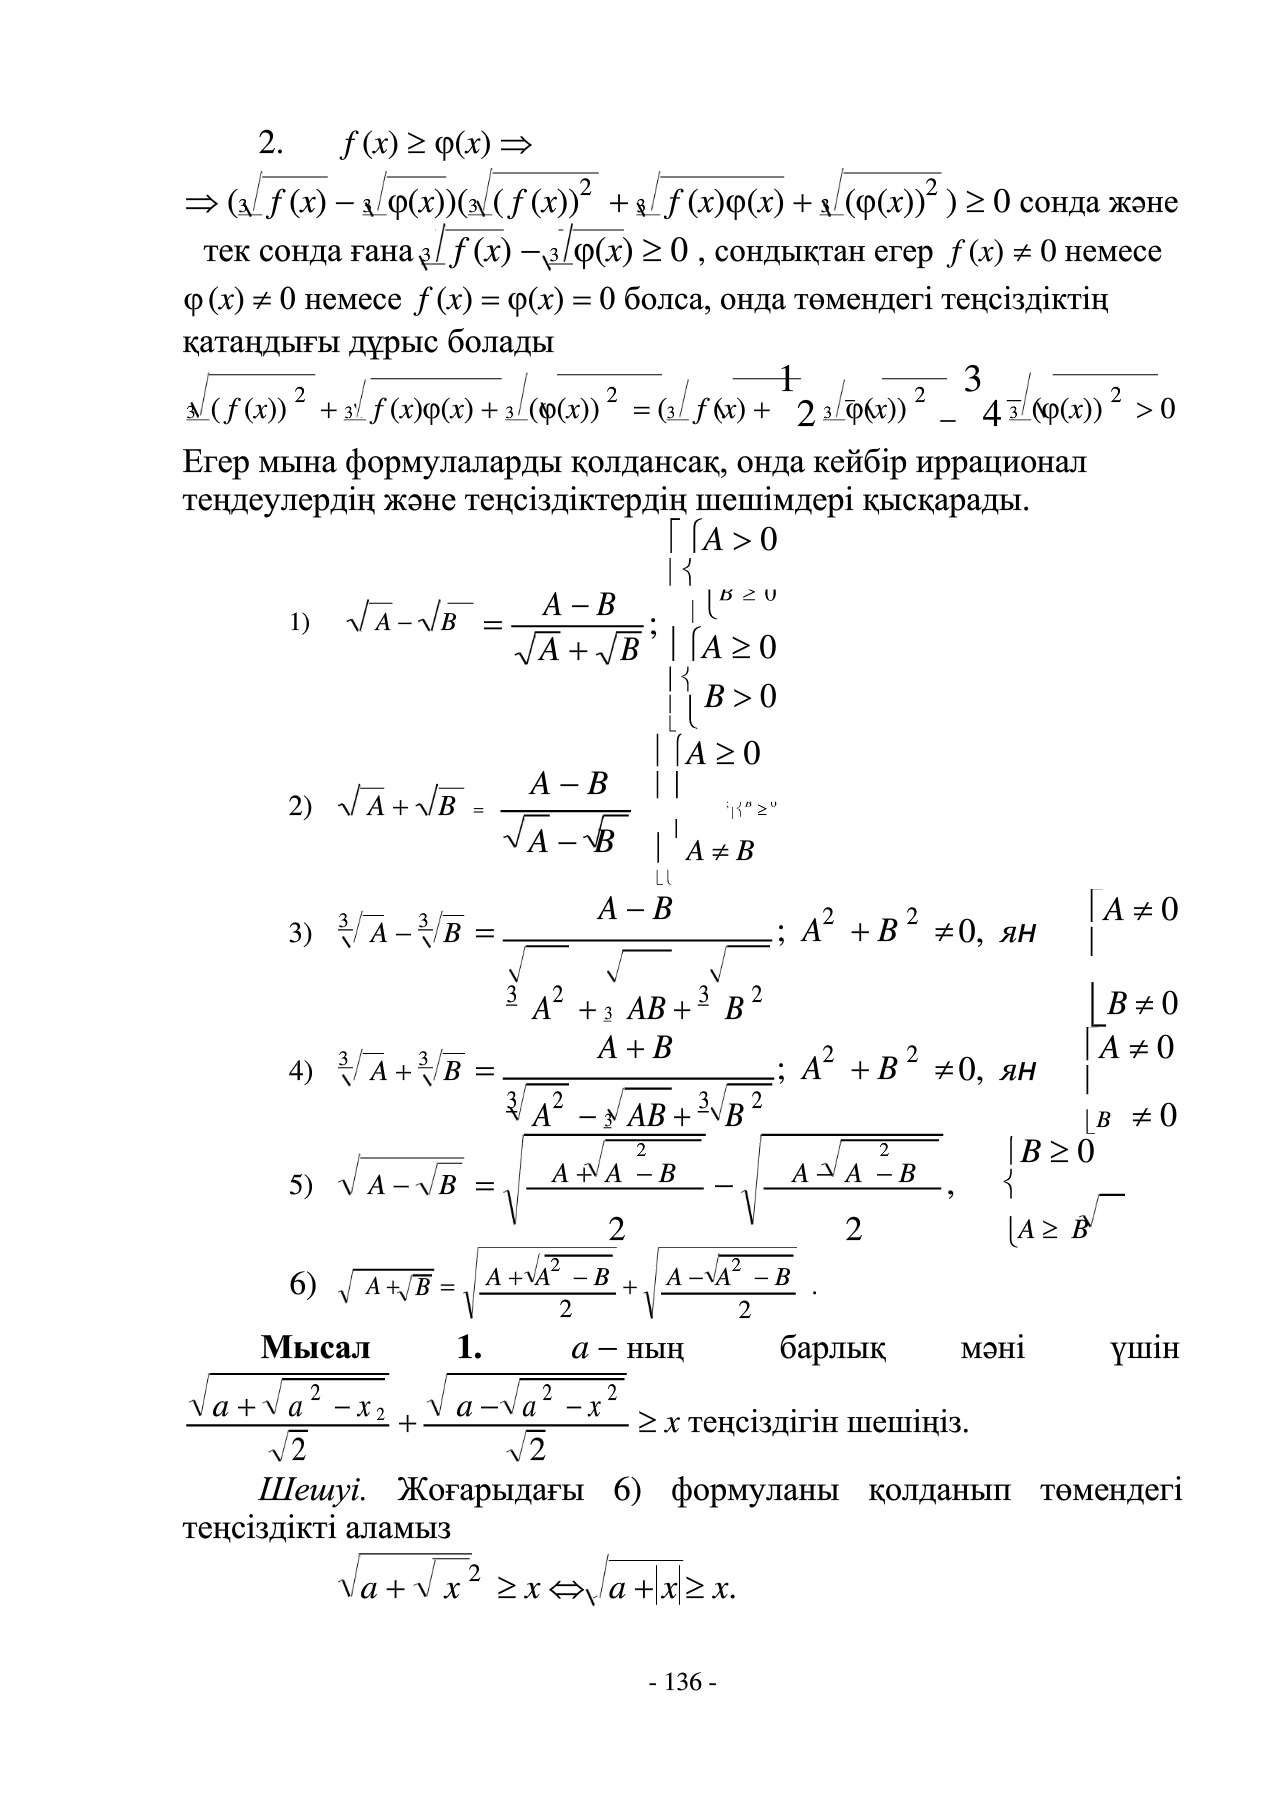 2. f (x) ≥ φ(x) ⇒
⇒ (∛f (x) − ∛φ(x))(∛(f (x))² + ∛f (x)φ(x) + ∛(φ(x))² ) ≥ 0 сонда және
тек сонда ғана ∛f (x) − ∛φ(x) ≥ 0 , сондықтан егер f (x) ≠ 0 немесе
φ (x) ≠ 0 немесе f (x) = φ(x) = 0 болса, онда төмендегі теңсіздіктің
қатаңдығы дұрыс болады
∛(f (x))² + ∛f (x)φ(x) + ∛(φ(x))² = (∛f (x) + 1/2 ∛φ(x))² − 3/4 ∛(φ(x))² > 0
Егер мына формулаларды қолдансақ, онда кейбір иррационал
теңдеулердің және теңсіздіктердің шешімдері қысқарады.
1) √A − √B = (A − B)/(√A + √B) ; [ { A > 0 B ≥ 0 { A ≥ 0 B > 0
2) √A + √B = (A − B)/(√A − √B) { A ≥ 0 B ≥ 0 A ≠ B
3) ∛A − ∛B = (A − B)/(∛A² + ∛AB + ∛B²) ; A² + B² ≠ 0, ян [ A ≠ 0 B ≠ 0
4) ∛A + ∛B = (A + B)/(∛A² − ∛AB + ∛B²) ; A² + B² ≠ 0, ян [ A ≠ 0 B ≠ 0
5) √(A − √B) = √((A + √(A² − B))/2) − √((A − √(A² − B))/2) , { B ≥ 0 A ≥ √B
6) √(A + √B) = √((A + √(A² − B))/2) + √((A − √(A² − B))/2) .
Мысал 1. a – ның барлық мәні үшін
√(a + √(a² − x₂))/√2 + √(a − √(a² − x²))/√2 ≥ x теңсіздігін шешіңіз.
Шешуі. Жоғарыдағы 6) формуланы қолданып төмендегі
теңсіздікті аламыз
√(a + √x²) ≥ x ⇔ √(a + |x|) ≥ x.
- 136 -